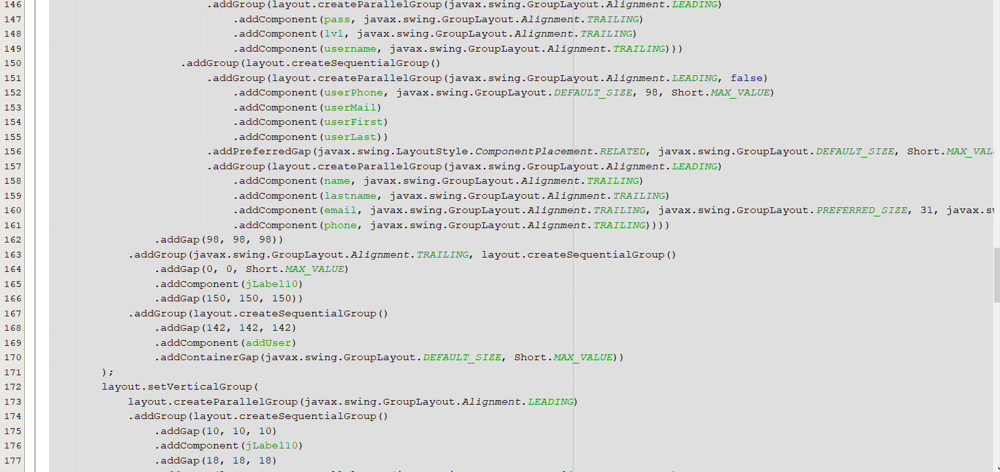 146 .addGroup(layout.createParallelGroup(javax.swing.GroupLayout.Alignment.LEADING)
147 .addComponent(pass, javax.swing.GroupLayout.Alignment.TRAILING)
148 .addComponent(lvl, javax.swing.GroupLayout.Alignment.TRAILING)
149 .addComponent(username, javax.swing.GroupLayout.Alignment.TRAILING)))
150 .addGroup(layout.createSequentialGroup()
151 .addGroup(layout.createParallelGroup(javax.swing.GroupLayout.Alignment.LEADING, false)
152 .addComponent(userPhone, javax.swing.GroupLayout.DEFAULT_SIZE, 98, Short.MAX_VALUE)
153 .addComponent(userMail)
154 .addComponent(userFirst)
155 .addComponent(userLast))
156 .addPreferredGap(javax.swing.LayoutStyle.ComponentPlacement.RELATED, javax.swing.GroupLayout.DEFAULT_SIZE, Short.MAX_VAL
157 .addGroup(layout.createParallelGroup(javax.swing.GroupLayout.Alignment.LEADING)
158 .addComponent(name, javax.swing.GroupLayout.Alignment.TRAILING)
159 .addComponent(lastname, javax.swing.GroupLayout.Alignment.TRAILING)
160 .addComponent(email, javax.swing.GroupLayout.Alignment.TRAILING, javax.swing.GroupLayout.PREFERRED_SIZE, 31, javax.sw
161 .addComponent(phone, javax.swing.GroupLayout.Alignment.TRAILING))))
162 .addGap(98, 98, 98))
163 .addGroup(javax.swing.GroupLayout.Alignment.TRAILING, layout.createSequentialGroup()
164 .addGap(0, 0, Short.MAX_VALUE)
165 .addComponent(jLabel10)
166 .addGap(150, 150, 150))
167 .addGroup(layout.createSequentialGroup()
168 .addGap(142, 142, 142)
169 .addComponent(addUser)
170 .addContainerGap(javax.swing.GroupLayout.DEFAULT_SIZE, Short.MAX_VALUE))
171 );
172 layout.setVerticalGroup(
173 layout.createParallelGroup(javax.swing.GroupLayout.Alignment.LEADING)
174 .addGroup(layout.createSequentialGroup()
175 .addGap(10, 10, 10)
176 .addComponent(jLabel10)
177 .addGap(18, 18, 18)